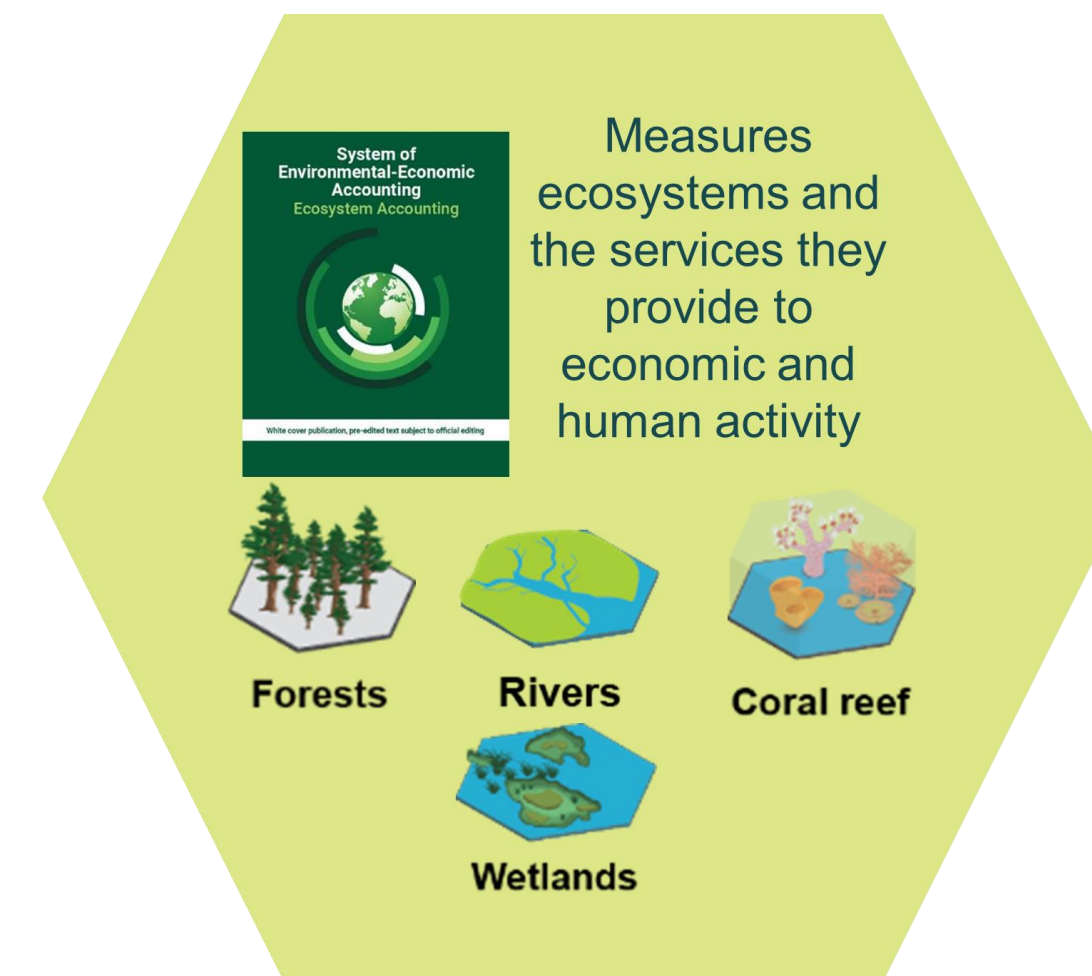 System of
Environmental-Economic
Accounting
Ecosystem Accounting
White cover publication, pre-edited text subject to official editing
Measures
ecosystems and
the services they
provide to
economic and
human activity
Forests
Rivers
Coral reef
Wetlands